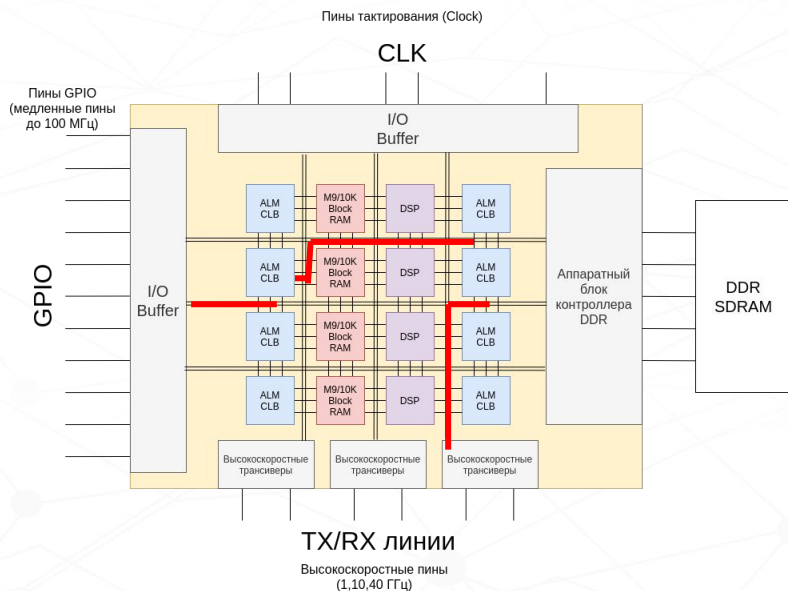 Пины тактирования (Clock)
CLK
Пины GPIO
(медленные пины
до 100 МГц)
I/O
Buffer
ALM
CLB
M9/10K
Block
RAM
DSP
ALM
CLB
ALM
CLB
M9/10K
Block
RAM
DSP
ALM
CLB
ALM
CLB
M9/10K
Block
RAM
DSP
ALM
CLB
ALM
CLB
M9/10K
Block
RAM
DSP
ALM
CLB
GPIO
I/O
Buffer
Аппаратный
блок
контроллера
DDR
DDR
SDRAM
Высокоскоростные
трансиверы
Высокоскоростные
трансиверы
Высокоскоростные
трансиверы
TX/RX линии
Высокоскоростные пины
(1,10,40 ГГц)